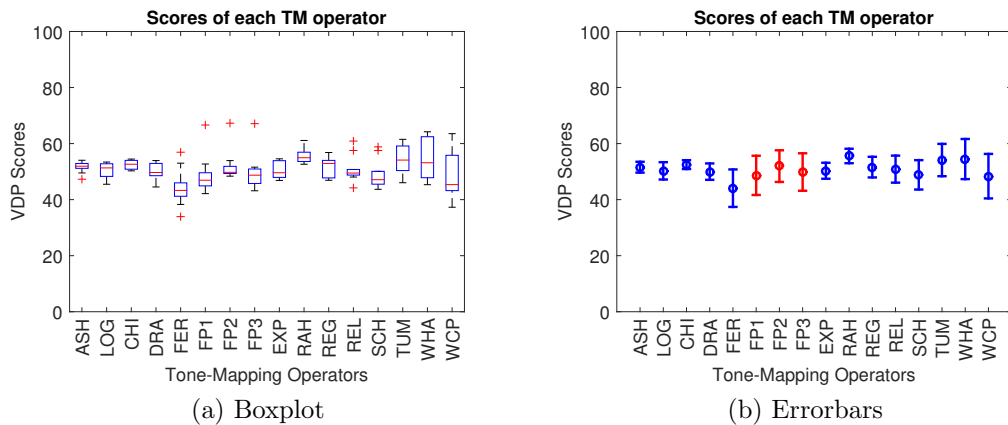 Scores of each TM operator
100
80
60
40
20
0
VDP Scores
ASH LOG CHI DRA FER FP1 FP2 FP3 EXP RAH REG REL SCH TUM WHA WCP
Tone-Mapping Operators
(a) Boxplot
Scores of each TM operator
100
80
60
40
20
0
VDP Scores
ASH LOG CHI DRA FER FP1 FP2 FP3 EXP RAH REG REL SCH TUM WHA WCP
Tone-Mapping Operators
(b) Errorbars